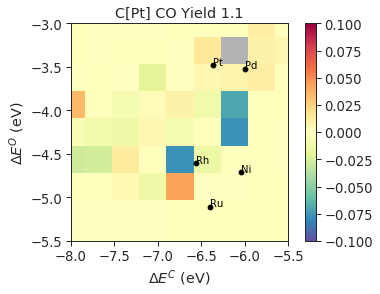 C[Pt] CO Yield 1.1
−3.0
−3.5
−4.0
−4.5
−5.0
−5.5
ΔE^O (eV)
Pt
Pd
Rh
Ni
Ru
−8.0 −7.5 −7.0 −6.5 −6.0 −5.5
ΔE^C (eV)
0.100
0.075
0.050
0.025
0.000
−0.025
−0.050
−0.075
−0.100